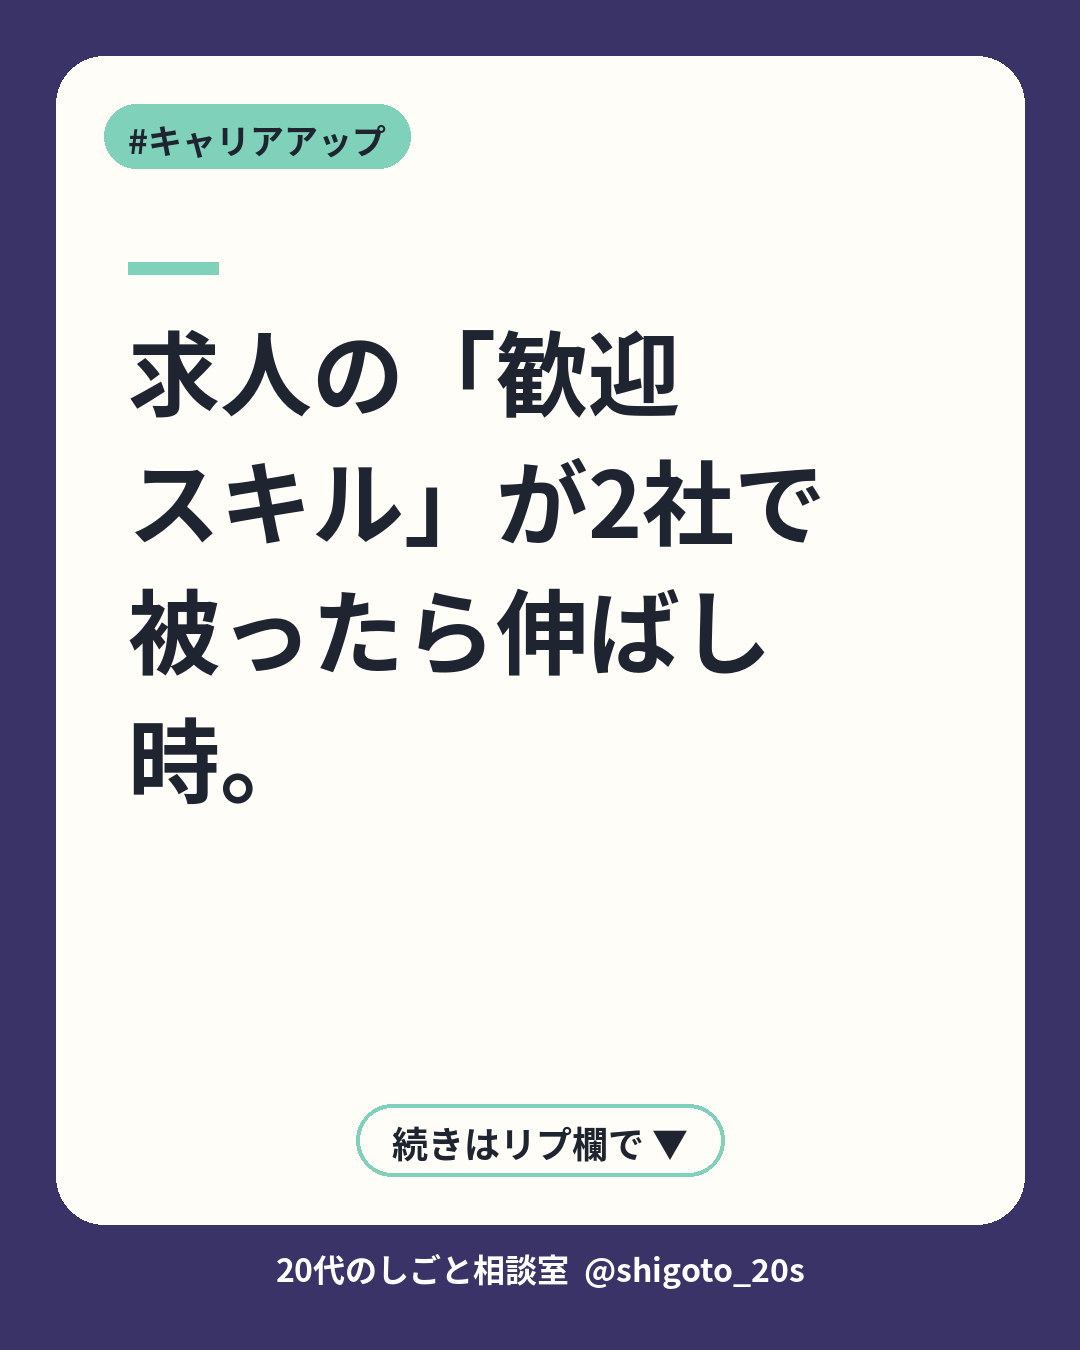 #キャリアアップ
求人の「歓迎
スキル」が2社で
被ったら伸ばし
時。
続きはリプ欄で ▼
20代のしごと相談室 @shigoto_20s